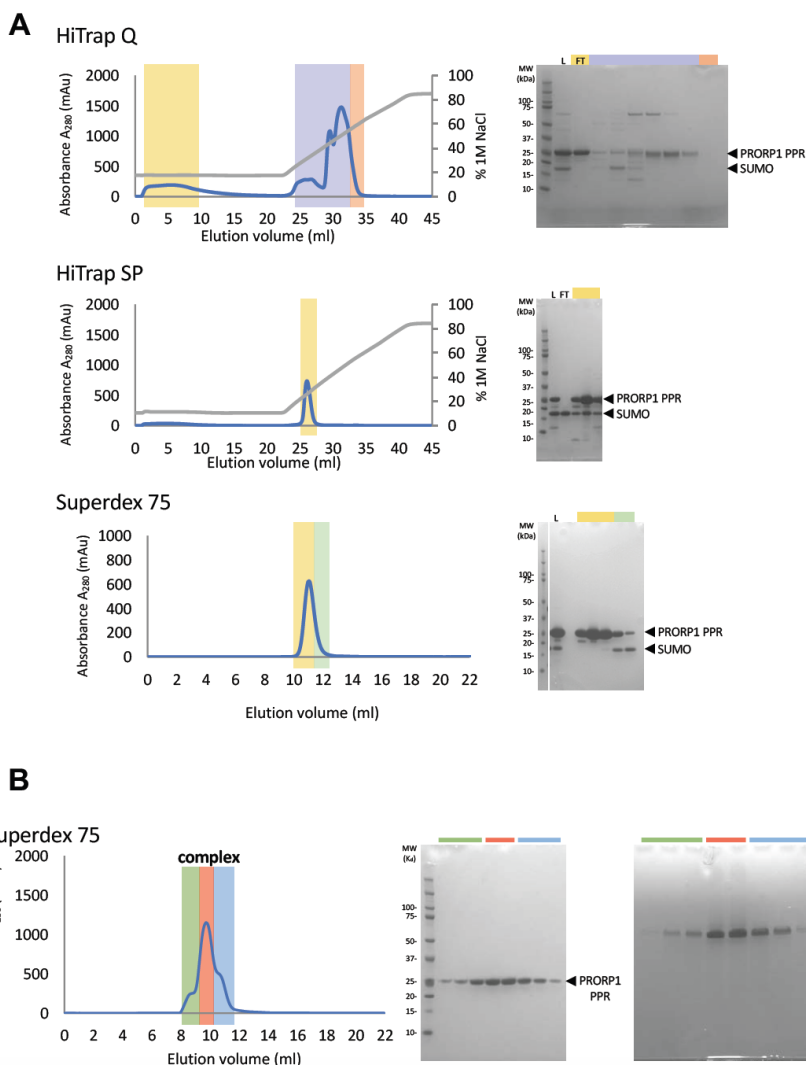 A
HiTrap Q
Absorbance A280 (mAu)
2000
1500
1000
500
0
100
80
60
40
20
0
% 1M NaCl
0 5 10 15 20 25 30 35 40 45
Elution volume (ml)
MW
(kDa)
L FT
100-
75-
50-
37-
25-
20-
15-
10-
PRORP1 PPR
SUMO
HiTrap SP
Absorbance A280 (mAu)
2000
1500
1000
500
0
100
80
60
40
20
0
% 1M NaCl
0 5 10 15 20 25 30 35 40 45
Elution volume (ml)
MW
(kDa)
L FT
100-
75-
50-
37-
25-
20-
15-
10-
PRORP1 PPR
SUMO
Superdex 75
Absorbance A280 (mAu)
1000
800
600
400
200
0
0 2 4 6 8 10 12 14 16 18 20 22
Elution volume (ml)
MW
(kDa)
L
100-
75-
50-
37-
25-
20-
15-
10-
PRORP1 PPR
SUMO
B
uperdex 75
complex
2000
1500
1000
500
0
0 2 4 6 8 10 12 14 16 18 20 22
Elution volume (ml)
MW
100-
75-
50-
37-
25-
20-
15-
10-
PRORP1
PPR